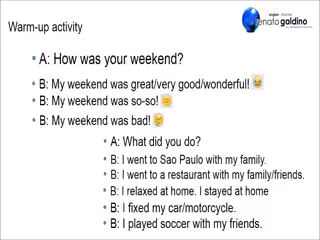 Warm-up activity
renato galdino
• A: How was your weekend?
• B: My weekend was great/very good/wonderful!
• B: My weekend was so-so!
• B: My weekend was bad!
• A: What did you do?
• B: I went to Sao Paulo with my family.
• B: I went to a restaurant with my family/friends.
• B: I relaxed at home. I stayed at home
• B: I fixed my car/motorcycle.
• B: I played soccer with my friends.